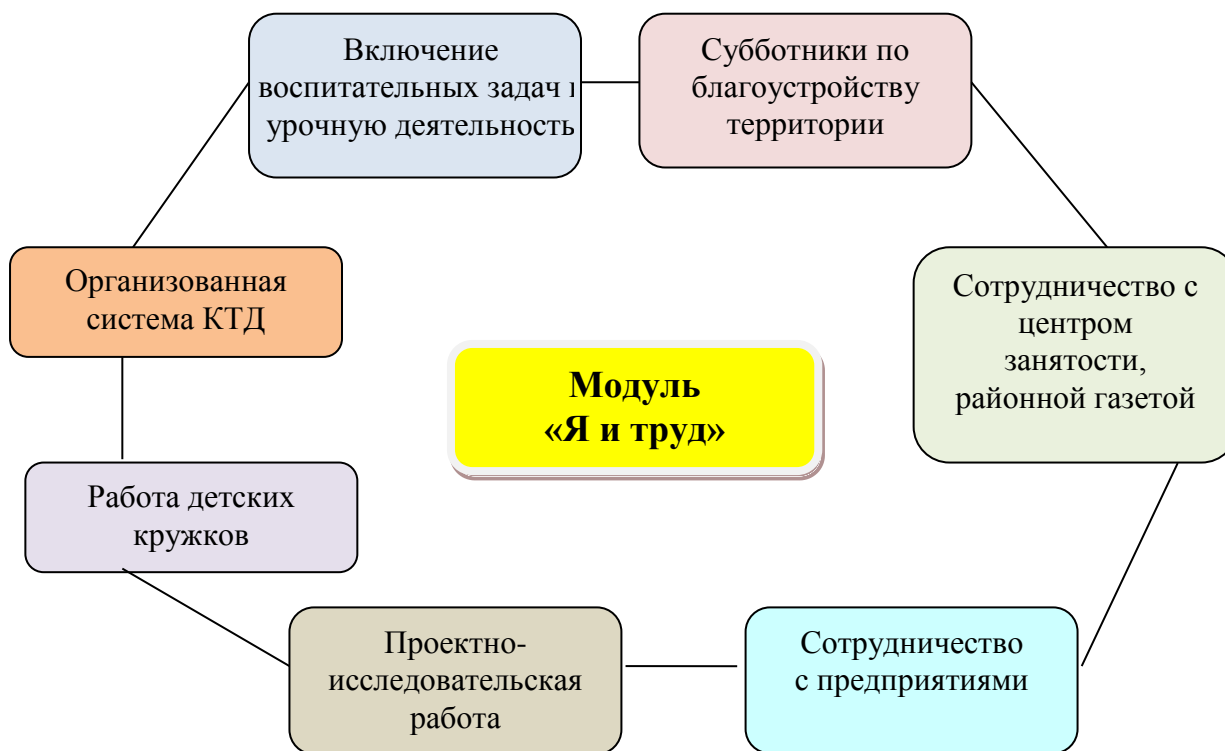 Включение
воспитательных задач
урочную деятельность
Субботники по
благоустройству
территории
Организованная
система КТД
Сотрудничество с
центром
занятости,
районной газетой
Модуль
«Я и труд»
Работа детских
кружков
Проектно-
исследовательская
работа
Сотрудничество
с предприятиями